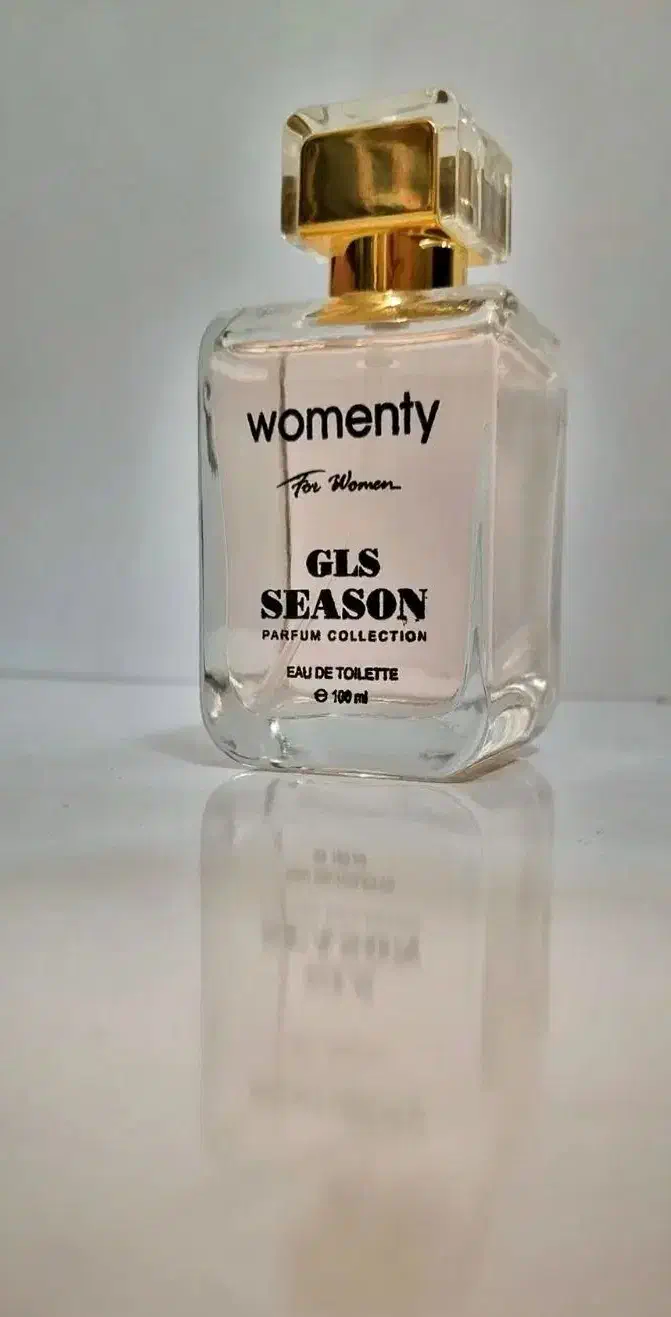 womenty
For Women
GLS
SEASON
PARFUM COLLECTION
EAU DE TOILETTE
℮ 100 ml